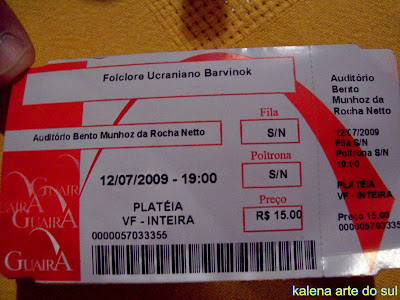 Folclore Ucraniano Barvinok
Auditório Bento Munhoz da Rocha Netto
Fila
S/N
Poltrona
S/N
12/07/2009 - 19:00
Preço
R$ 15.00
PLATÉIA
VF - INTEIRA
0000057033355
GUAIRA
GUAIRA
GUAIRA
Auditório
Bento
Munhoz da
Rocha Netto
12/07/2009
Fila S/N
Poltrona S/N
19:00
PLATÉIA
VF - INTEIRA
Preço 15.00
0000057033355
kalena arte do sul